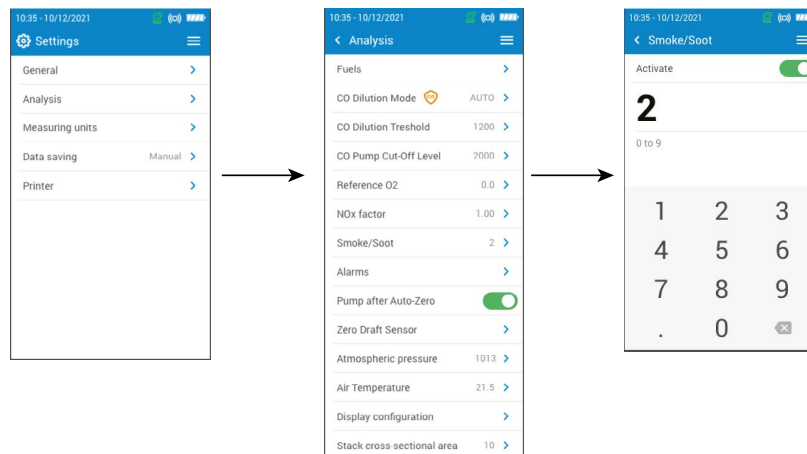 10:35 - 10/12/2021
Settings
General
Analysis
Measuring units
Data saving Manual
Printer
10:35 - 10/12/2021
Analysis
Fuels
CO Dilution Mode CO AUTO
CO Dilution Treshold 1200
CO Pump Cut-Off Level 2000
Reference O2 0.0
NOx factor 1.00
Smoke/Soot 2
Alarms
Pump after Auto-Zero
Zero Draft Sensor
Atmospheric pressure 1013
Air Temperature 21.5
Display configuration
Stack cross-sectional area 10
10:35 - 10/12/2021
Smoke/Soot
Activate
2
0 to 9
1 2 3
4 5 6
7 8 9
. 0